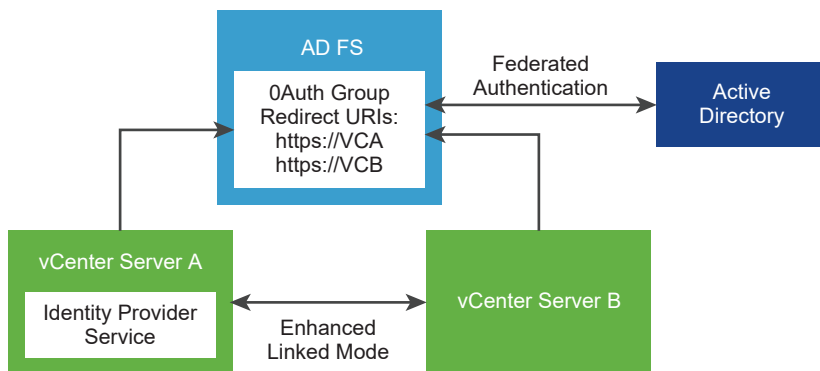 AD FS
0Auth Group
Redirect URIs:
https://VCA
https://VCB
Federated
Authentication
Active
Directory
vCenter Server A
Identity Provider
Service
Enhanced
Linked Mode
vCenter Server B